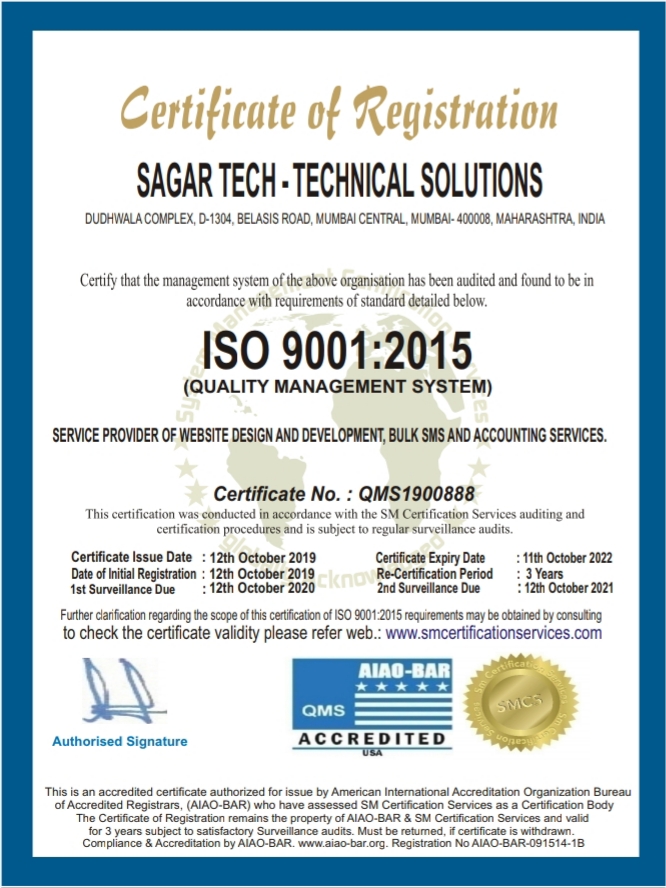 Certificate of Registration
SAGAR TECH - TECHNICAL SOLUTIONS
DUDHWALA COMPLEX, D-1304, BELASIS ROAD, MUMBAI CENTRAL, MUMBAI- 400008, MAHARASHTRA, INDIA
Certify that the management system of the above organisation has been audited and found to be in
accordance with requirements of standard detailed below.
ISO 9001:2015
(QUALITY MANAGEMENT SYSTEM)
SERVICE PROVIDER OF WEBSITE DESIGN AND DEVELOPMENT, BULK SMS AND ACCOUNTING SERVICES.
Certificate No. : QMS1900888
This certification was conducted in accordance with the SM Certification Services auditing and
certification procedures and is subject to regular surveillance audits.
Certificate Issue Date : 12th October 2019 Certificate Expiry Date : 11th October 2022
Date of Initial Registration : 12th October 2019 Re-Certification Period : 3 Years
1st Surveillance Due : 12th October 2020 2nd Surveillance Due : 12th October 2021
Further clarification regarding the scope of this certification of ISO 9001:2015 requirements may be obtained by consulting
to check the certificate validity please refer web.: www.smcertificationservices.com
Authorised Signature
AIAO-BAR
QMS
ACCREDITED
USA
Sm Certification
SMCS
This is an accredited certificate authorized for issue by American International Accreditation Organization Bureau
of Accredited Registrars, (AIAO-BAR) who have assessed SM Certification Services as a Certification Body
The Certificate of Registration remains the property of AIAO-BAR & SM Certification Services and valid
for 3 years subject to satisfactory Surveillance audits. Must be returned, if certificate is withdrawn.
Compliance & Accreditation by AIAO-BAR. www.aiao-bar.org. Registration No AIAO-BAR-091514-1B